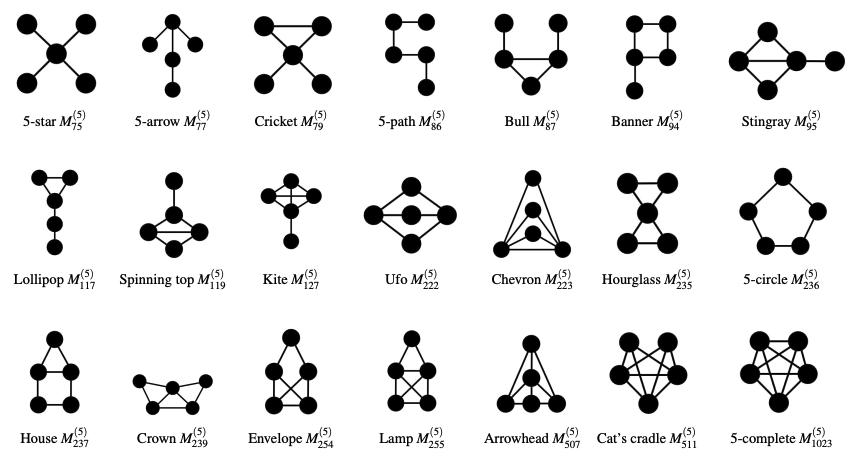 5-star M_{75}^{(5)} 5-arrow M_{77}^{(5)} Cricket M_{79}^{(5)} 5-path M_{86}^{(5)} Bull M_{87}^{(5)} Banner M_{94}^{(5)} Stingray M_{95}^{(5)}
Lollipop M_{117}^{(5)} Spinning top M_{119}^{(5)} Kite M_{127}^{(5)} Ufo M_{222}^{(5)} Chevron M_{223}^{(5)} Hourglass M_{235}^{(5)} 5-circle M_{236}^{(5)}
House M_{237}^{(5)} Crown M_{239}^{(5)} Envelope M_{254}^{(5)} Lamp M_{255}^{(5)} Arrowhead M_{507}^{(5)} Cat's cradle M_{511}^{(5)} 5-complete M_{1023}^{(5)}